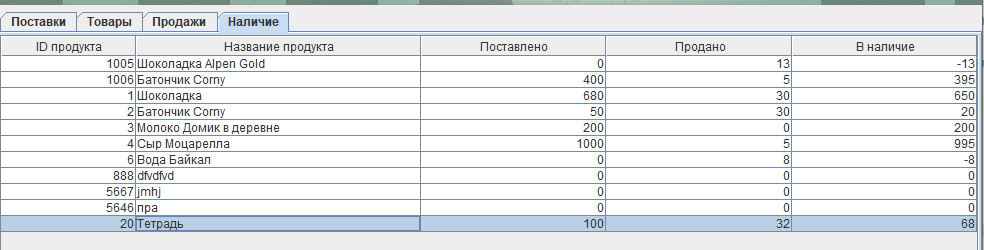 Поставки Товары Продажи Наличие
ID продукта Название продукта Поставлено Продано В наличие
1005 Шоколадка Alpen Gold 0 13 -13
1006 Батончик Corny 400 5 395
1 Шоколадка 680 30 650
2 Батончик Corny 50 30 20
3 Молоко Домик в деревне 200 0 200
4 Сыр Моцарелла 1000 5 995
6 Вода Байкал 0 8 -8
888 dfvdfvd 0 0 0
5667 jmhj 0 0 0
5646 пра 0 0 0
20 Тетрадь 100 32 68